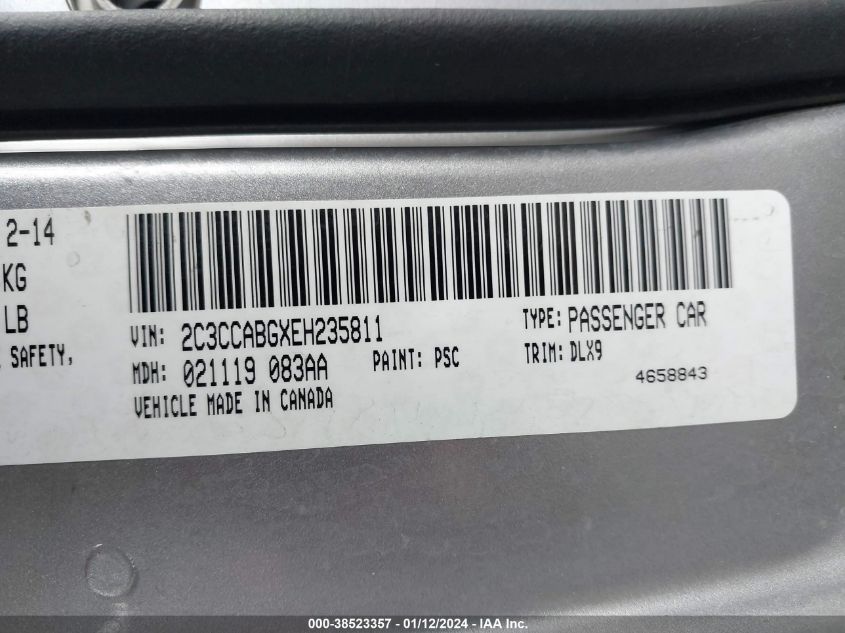 2-14
KG
LB
SAFETY,
VIN: 2C3CCABGXEH235811
TYPE: PASSENGER CAR
MDH: 021119 083AA
PAINT: PSC
TRIM: DLX9
VEHICLE MADE IN CANADA
4658843
000-38523357 - 01/12/2024 - IAA Inc.